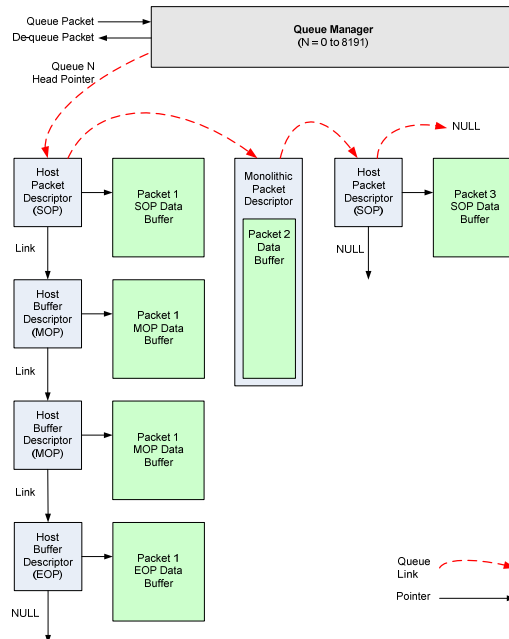 Queue Packet
De-queue Packet
Queue Manager
(N = 0 to 8191)
Queue N
Head Pointer
NULL
Host
Packet
Descriptor
(SOP)
Packet 1
SOP Data
Buffer
Monolithic
Packet
Descriptor
Packet 2
Data
Buffer
Host
Packet
Descriptor
(SOP)
Packet 3
SOP Data
Buffer
Link
NULL
Host
Buffer
Descriptor
(MOP)
Packet 1
MOP Data
Buffer
Link
Host
Buffer
Descriptor
(MOP)
Packet 1
MOP Data
Buffer
Link
Host
Buffer
Descriptor
(EOP)
Packet 1
EOP Data
Buffer
NULL
Queue
Link
Pointer